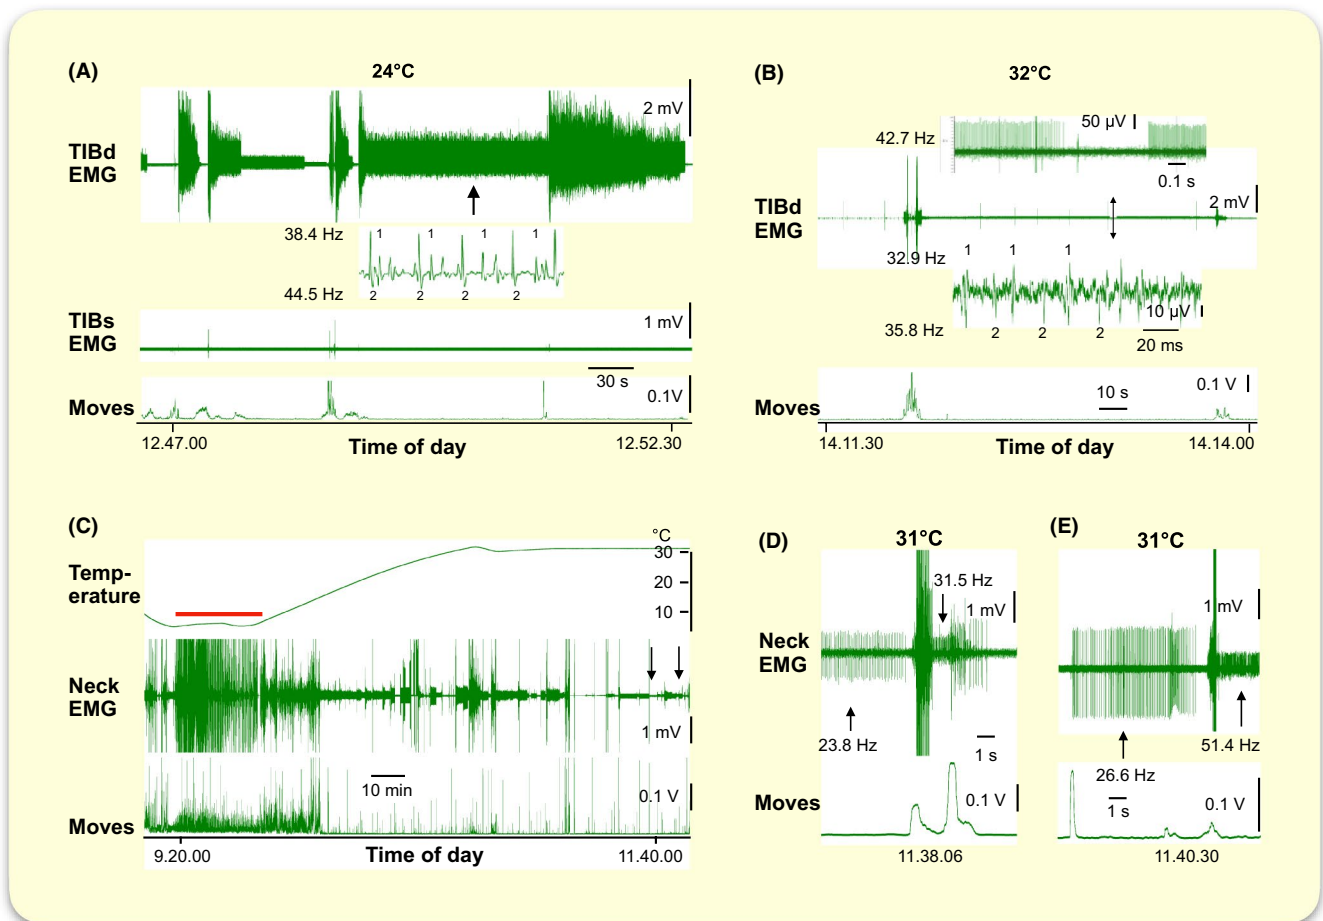 (A)
24°C
TIBd
EMG
2 mV
38.4 Hz
1 1 1 1
44.5 Hz
2 2 2 2
TIBs
EMG
1 mV
30 s
Moves
0.1V
12.47.00
Time of day
12.52.30
(B)
32°C
42.7 Hz
50 µV
0.1 s
TIBd
EMG
2 mV
32.9 Hz
1 1 1
10 µV
35.8 Hz
2 2 2
20 ms
Moves
10 s
0.1 V
14.11.30
Time of day
14.14.00
(C)
°C
Temp-
erature
30
20
10
Neck
EMG
1 mV
10 min
0.1 V
Moves
9.20.00
Time of day
11.40.00
(D)
31°C
31.5 Hz
1 mV
Neck
EMG
23.8 Hz
1 s
Moves
0.1 V
11.38.06
(E)
31°C
1 mV
51.4 Hz
26.6 Hz
1 s
0.1 V
11.40.30